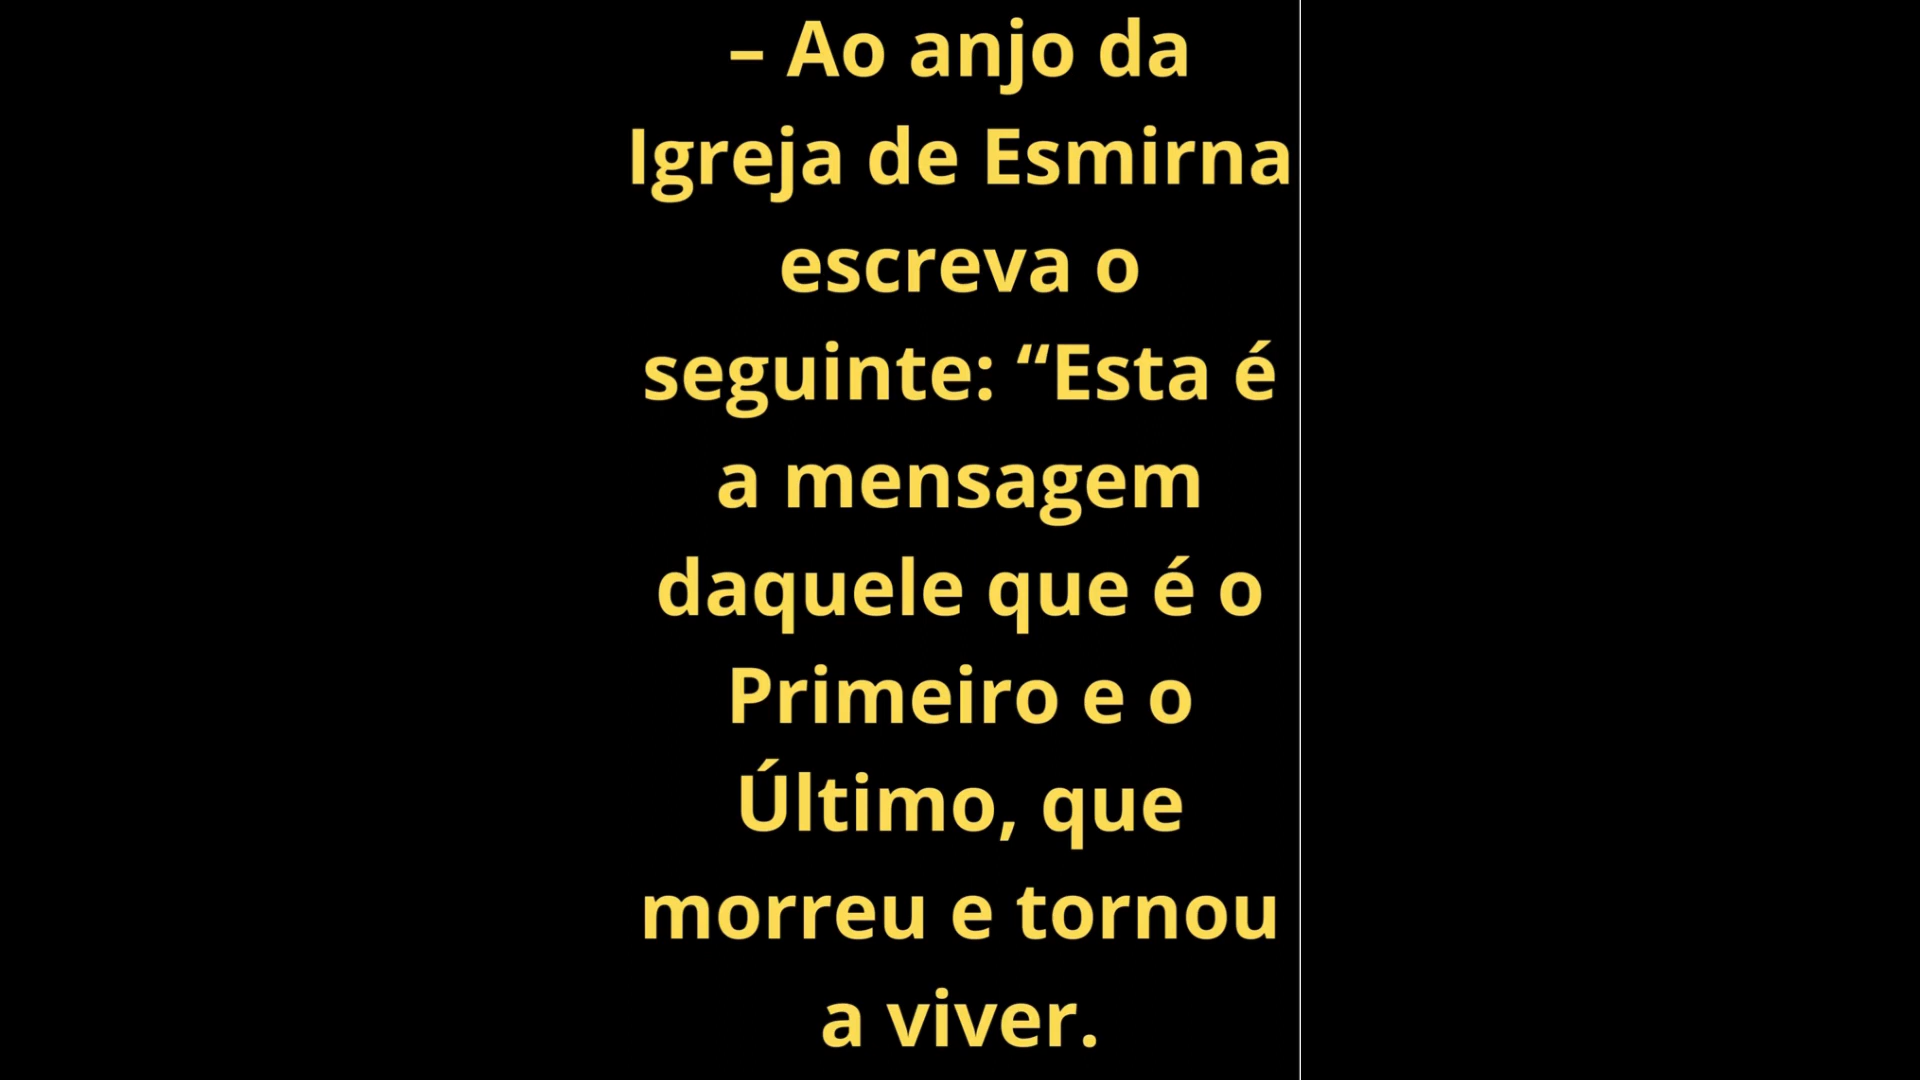 – Ao anjo da
Igreja de Esmirna
escreva o
seguinte: “Esta é
a mensagem
daquele que é o
Primeiro e o
Último, que
morreu e tornou
a viver.